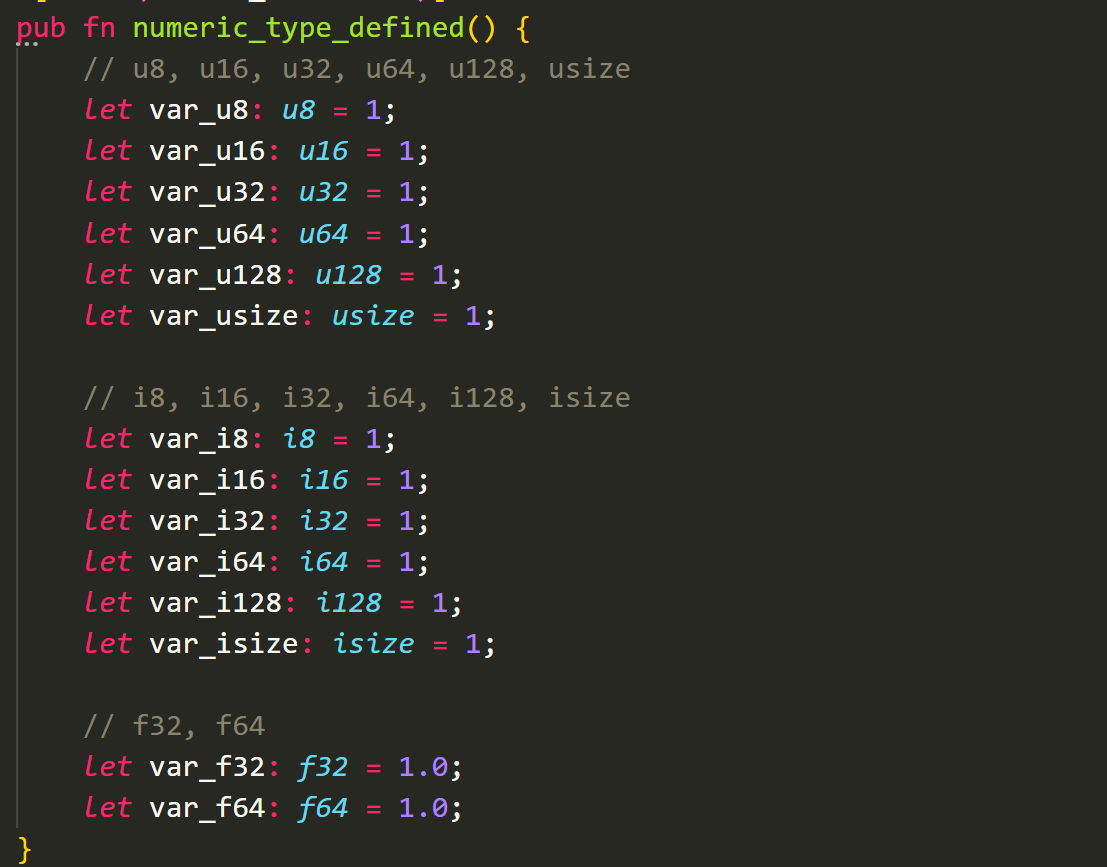 pub fn numeric_type_defined() {
    // u8, u16, u32, u64, u128, usize
    let var_u8: u8 = 1;
    let var_u16: u16 = 1;
    let var_u32: u32 = 1;
    let var_u64: u64 = 1;
    let var_u128: u128 = 1;
    let var_usize: usize = 1;

    // i8, i16, i32, i64, i128, isize
    let var_i8: i8 = 1;
    let var_i16: i16 = 1;
    let var_i32: i32 = 1;
    let var_i64: i64 = 1;
    let var_i128: i128 = 1;
    let var_isize: isize = 1;

    // f32, f64
    let var_f32: f32 = 1.0;
    let var_f64: f64 = 1.0;
}